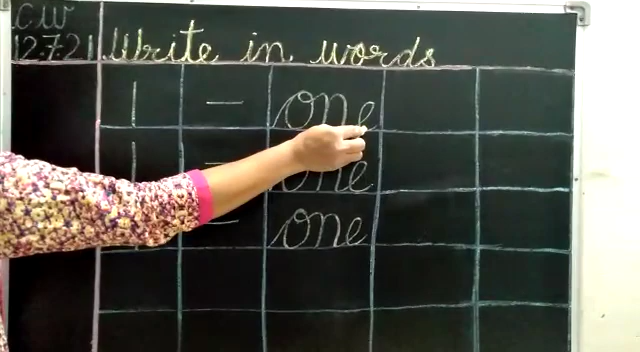 C.W
12.7.21 Write in words
1 – one
1 – one
– one